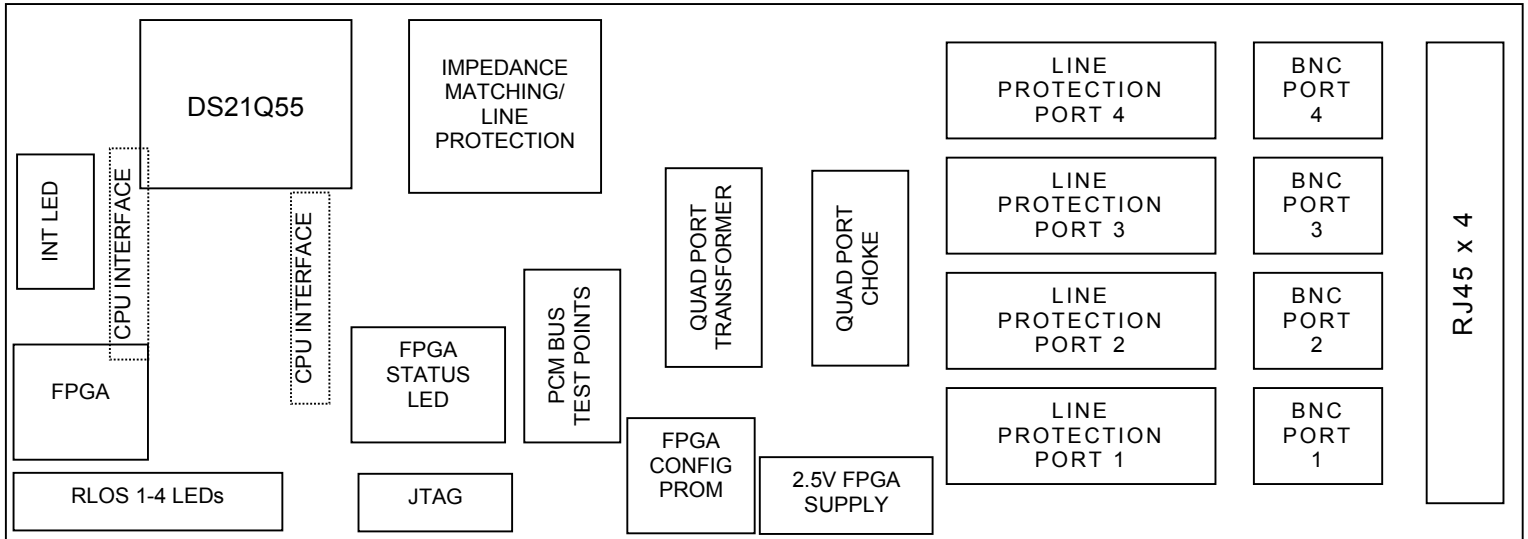 DS21Q55
IMPEDANCE
MATCHING/
LINE
PROTECTION
LINE
PROTECTION
PORT 4
BNC
PORT
4
RJ45 x 4
INT LED
CPU INTERFACE
CPU INTERFACE
QUAD PORT
TRANSFORMER
QUAD PORT
CHOKE
LINE
PROTECTION
PORT 3
BNC
PORT
3
PCM BUS
TEST POINTS
LINE
PROTECTION
PORT 2
BNC
PORT
2
FPGA
FPGA
STATUS
LED
LINE
PROTECTION
PORT 1
BNC
PORT
1
FPGA
CONFIG
PROM
2.5V FPGA
SUPPLY
RLOS 1-4 LEDs
JTAG